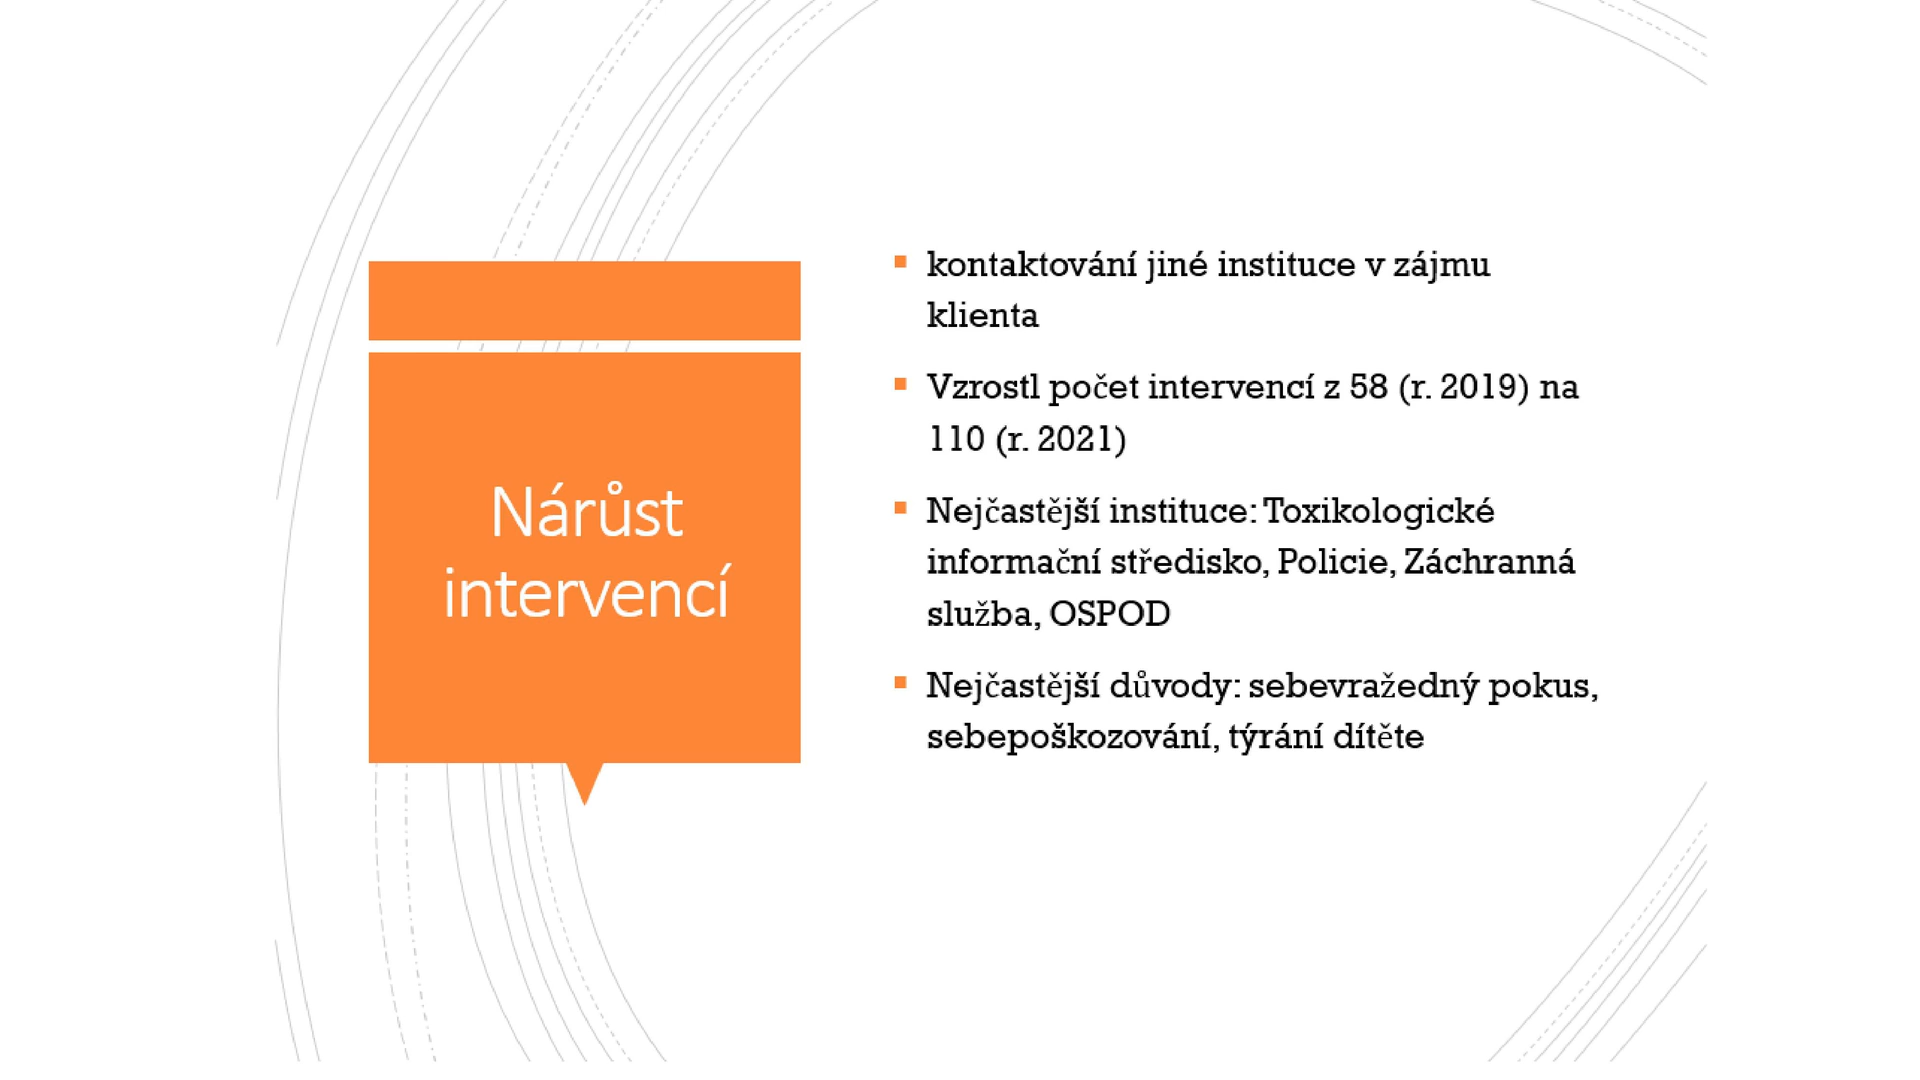 Nárůst
intervencí
kontaktování jiné instituce v zájmu
klienta
Vzrostl počet intervencí z 58 (r. 2019) na
110 (r. 2021)
Nejčastější instituce: Toxikologické
informační středisko, Policie, Záchranná
služba, OSPOD
Nejčastější důvody: sebevražedný pokus,
sebepoškozování, týrání dítěte